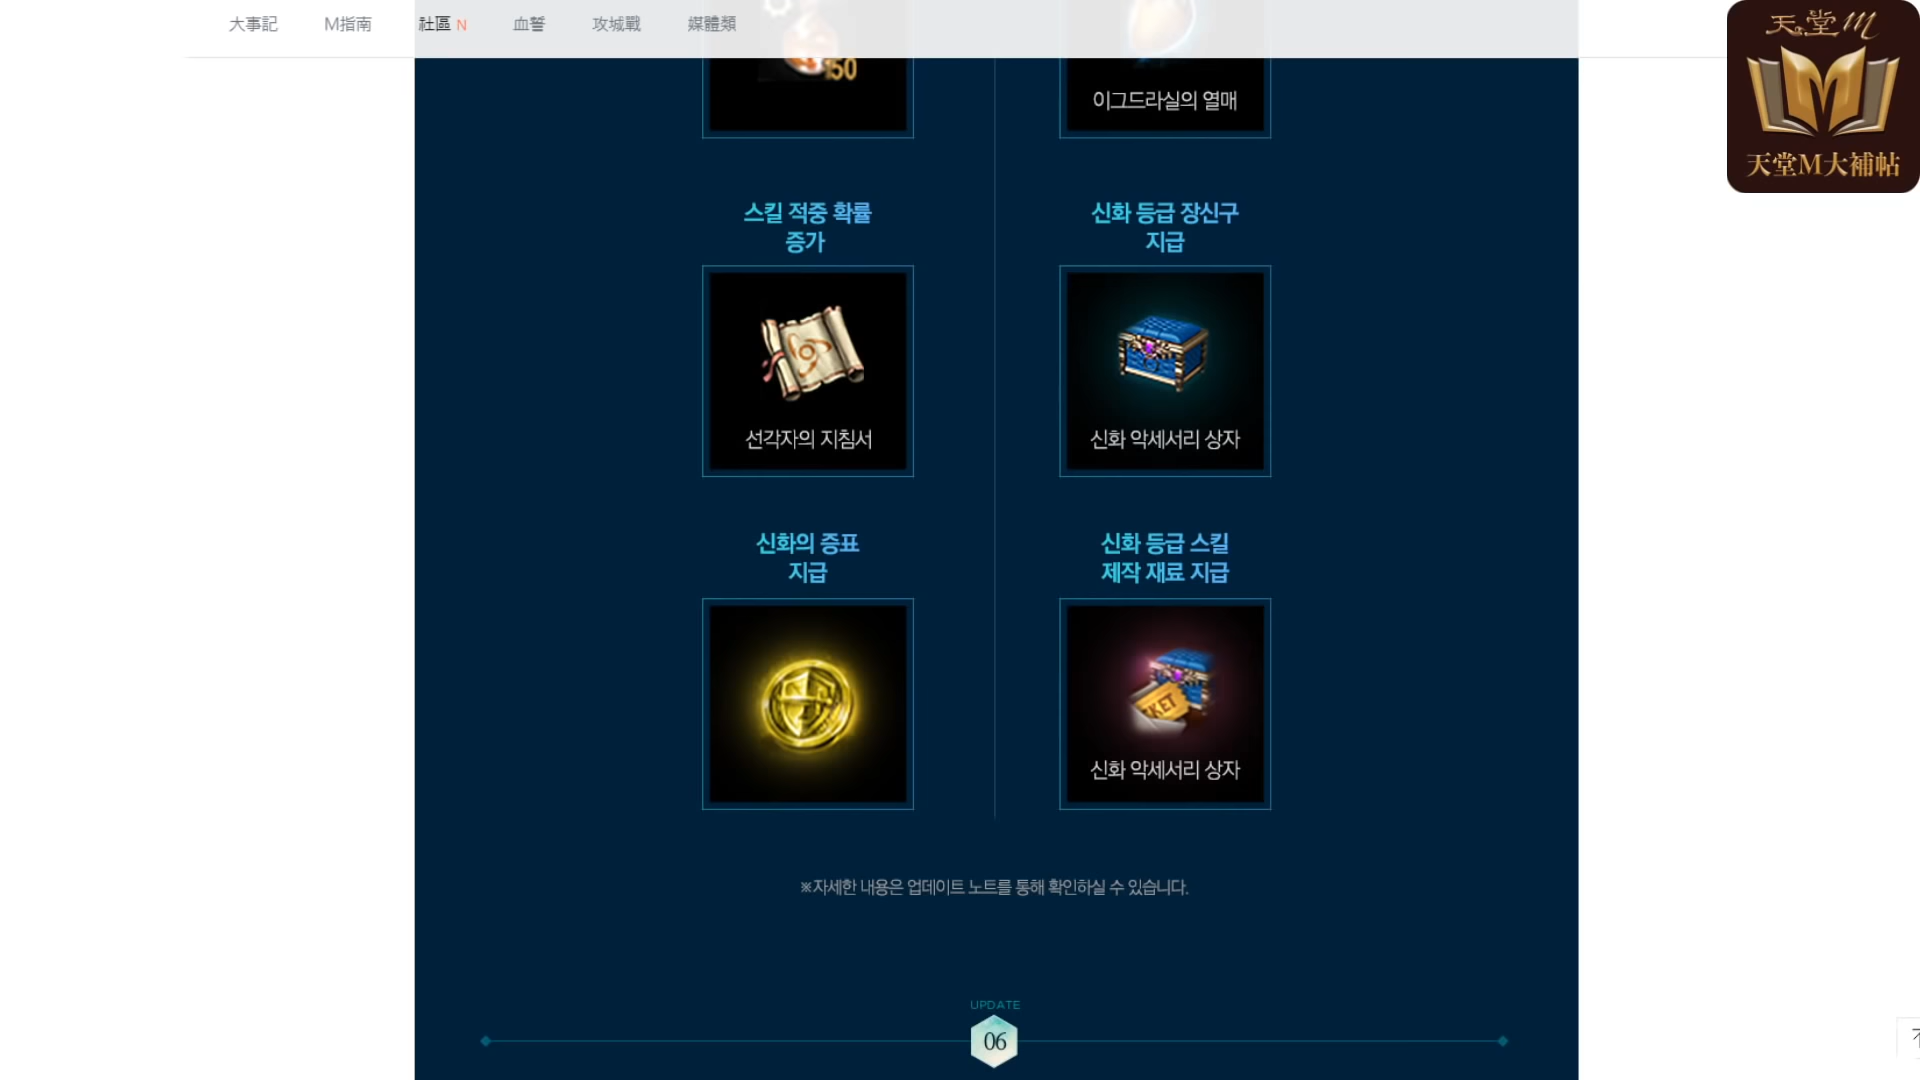 大事記 M指南 社區 N 血誓 攻城戰 媒體類
天堂M
天堂M大補帖
150
이그드라실의 열매
스킬 적중 확률
증가
신화 등급 장신구
지급
선각자의 지침서
신화 악세서리 상자
신화의 증표
지급
신화 등급 스킬
제작 재료 지급
KET
신화 악세서리 상자
※자세한 내용은 업데이트 노트를 통해 확인하실 수 있습니다.
UPDATE
06